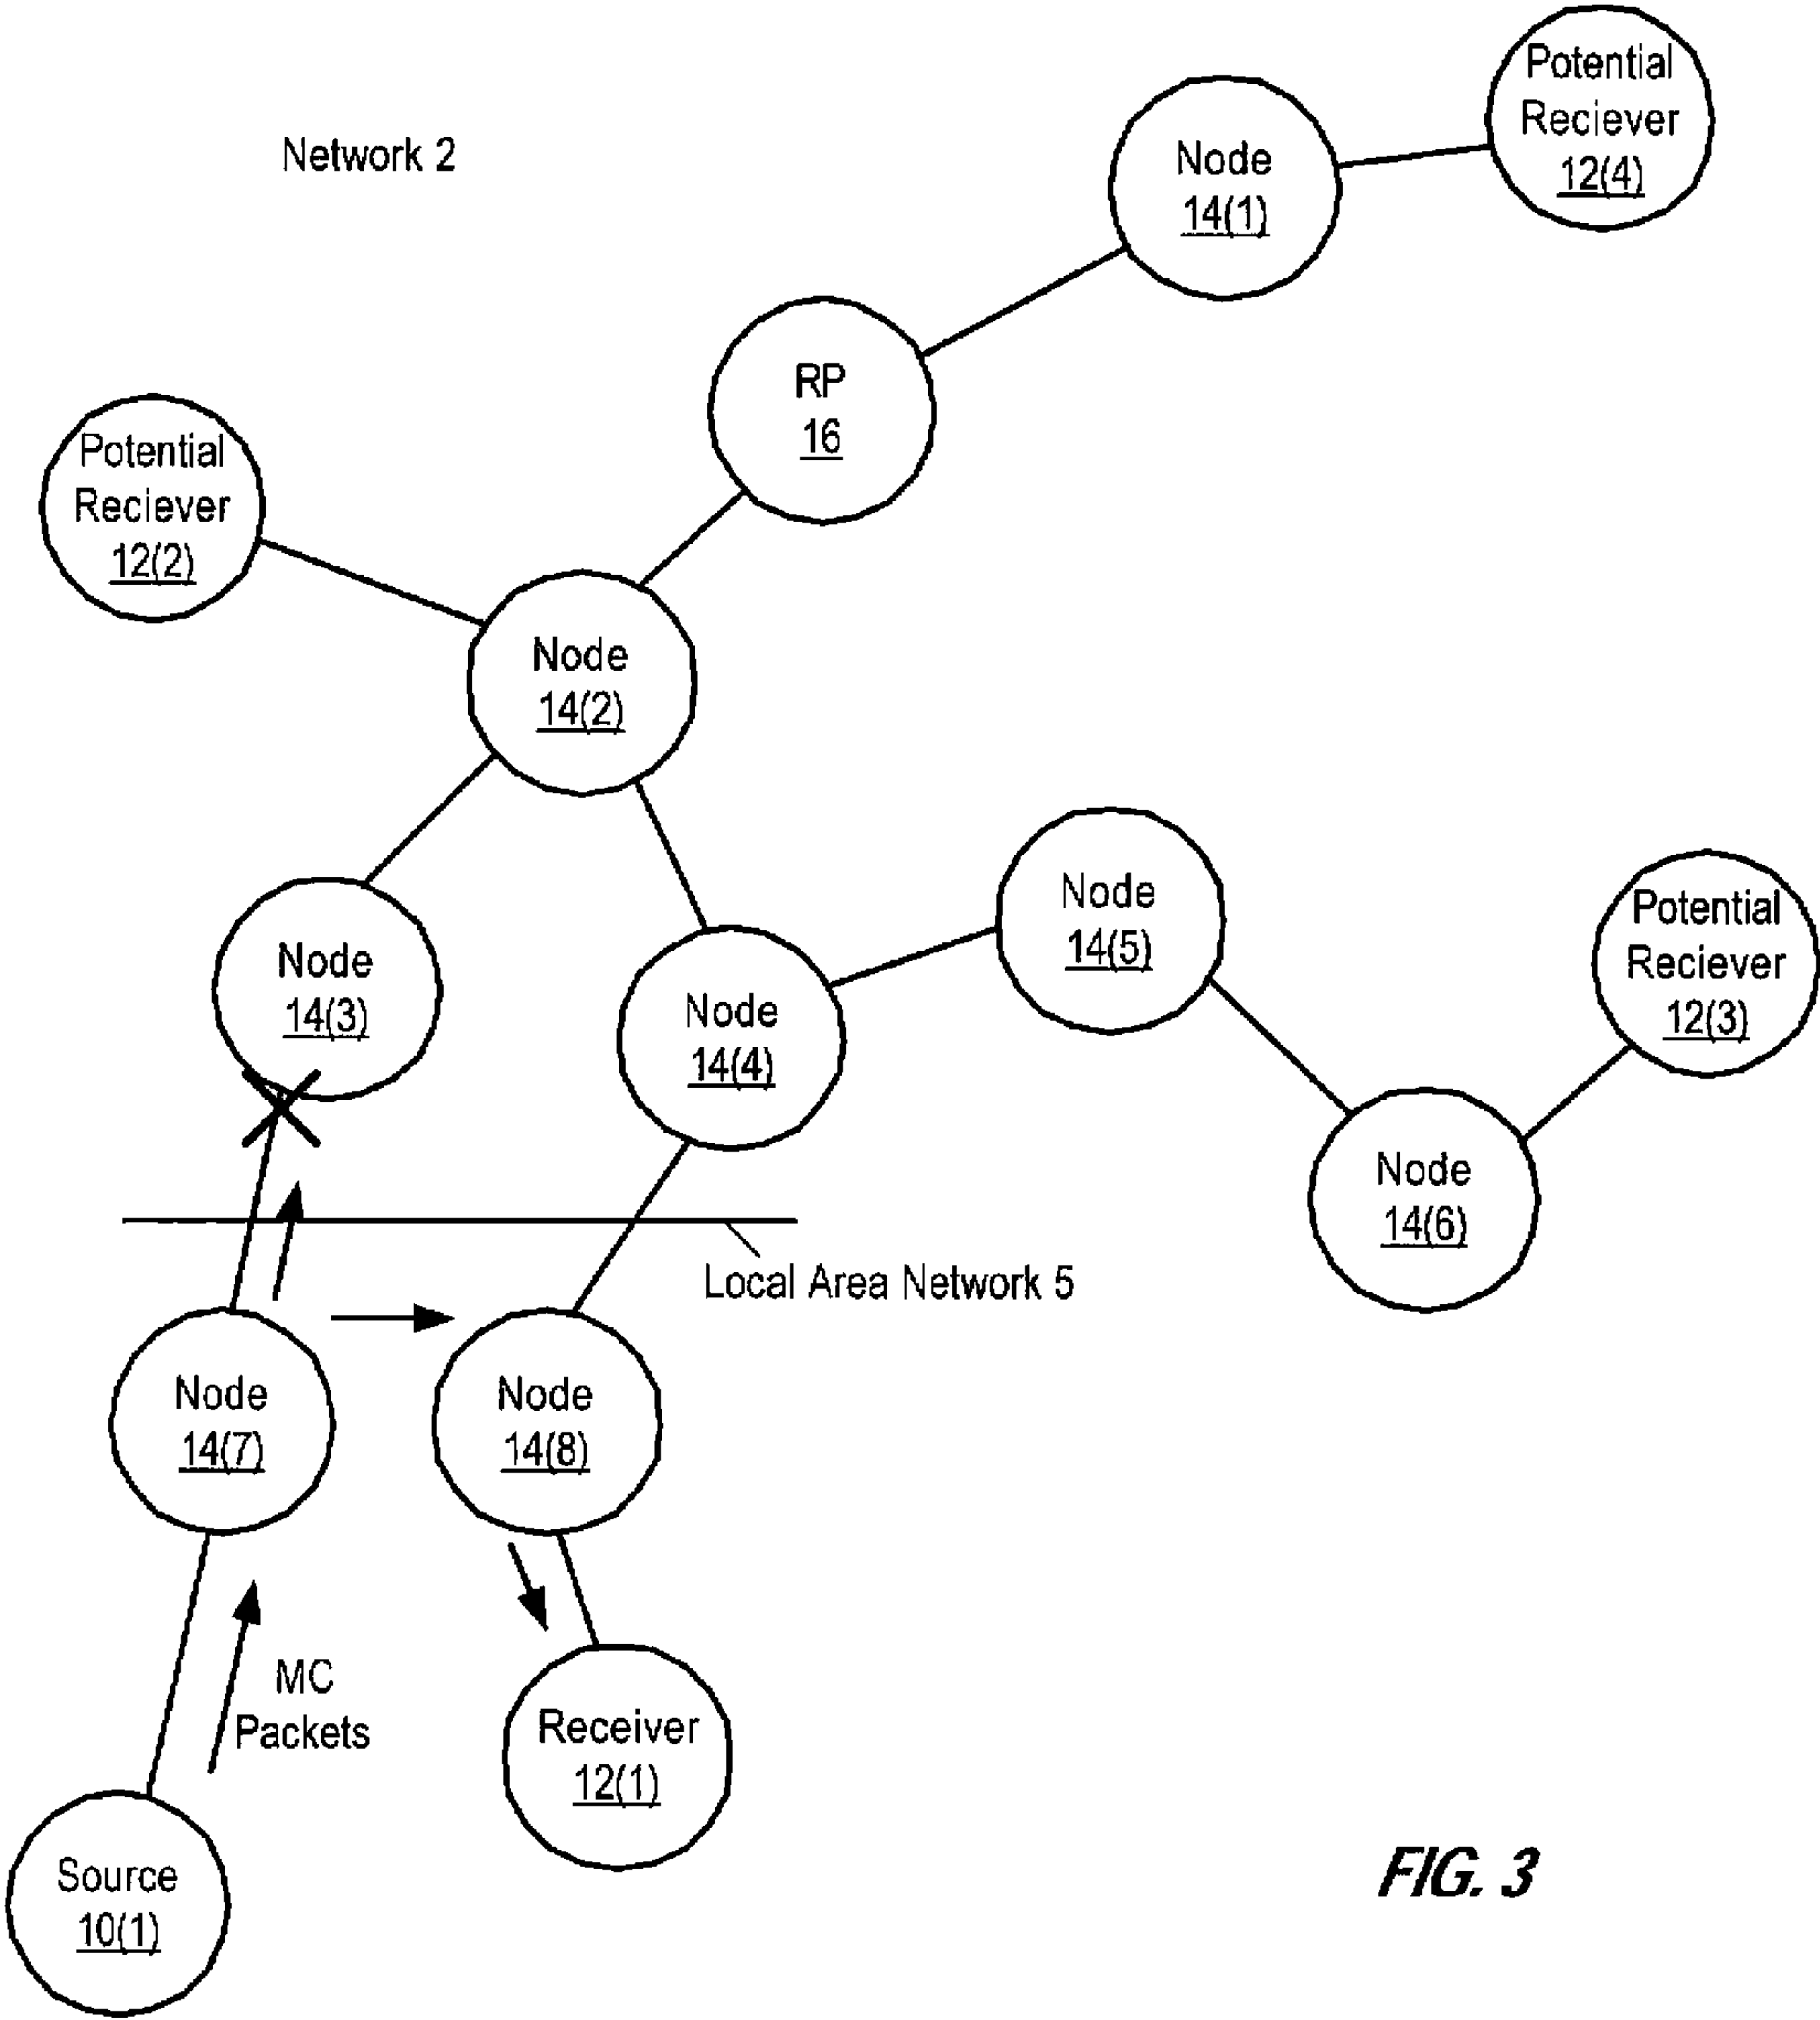 Network 2
Potential
Reciever
12(4)
Node
14(1)
RP
16
Potential
Reciever
12(2)
Node
14(2)
Node
14(5)
Potential
Reciever
12(3)
Node
14(3)
Node
14(4)
Node
14(6)
Local Area Network 5
Node
14(7)
Node
14(8)
MC
Packets
Receiver
12(1)
Source
10(1)
FIG. 3